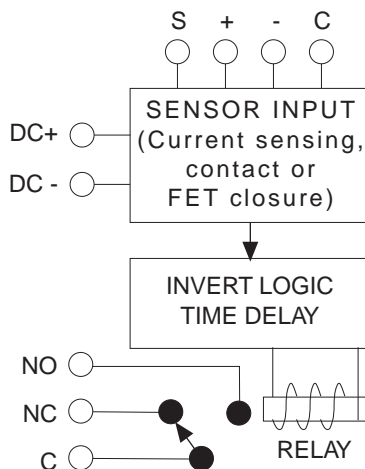 S + - C
SENSOR INPUT
(Current sensing,
contact or
FET closure)
DC+
DC -
INVERT LOGIC
TIME DELAY
NO
NC
C
RELAY